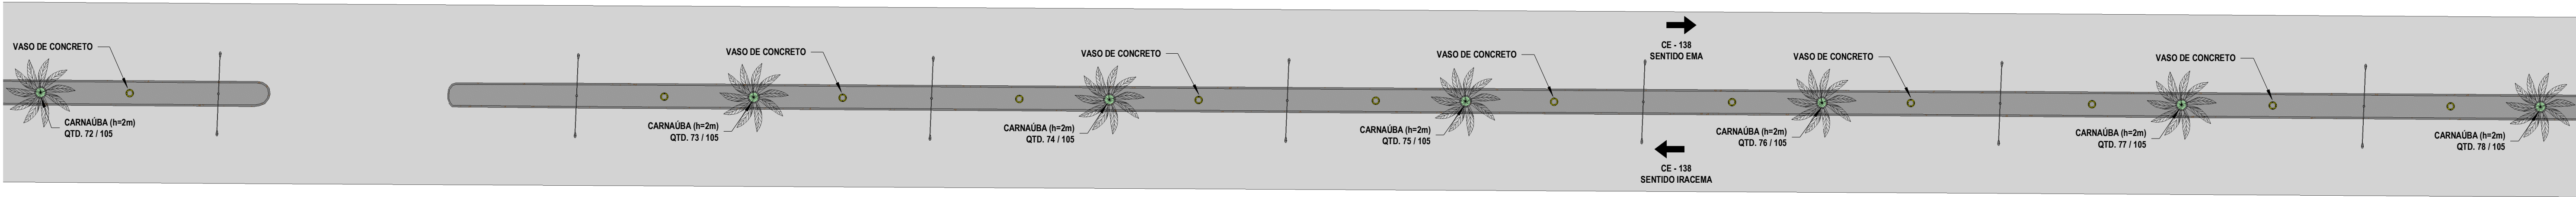 VASO DE CONCRETO
CARNAÚBA (h=2m)
QTD. 72 / 105
VASO DE CONCRETO
CARNAÚBA (h=2m)
QTD. 73 / 105
VASO DE CONCRETO
CARNAÚBA (h=2m)
QTD. 74 / 105
VASO DE CONCRETO
CARNAÚBA (h=2m)
QTD. 75 / 105
CE - 138
SENTIDO EMA
CE - 138
SENTIDO IRACEMA
VASO DE CONCRETO
CARNAÚBA (h=2m)
QTD. 76 / 105
VASO DE CONCRETO
CARNAÚBA (h=2m)
QTD. 77 / 105
CARNAÚBA (h=2m)
QTD. 78 / 105